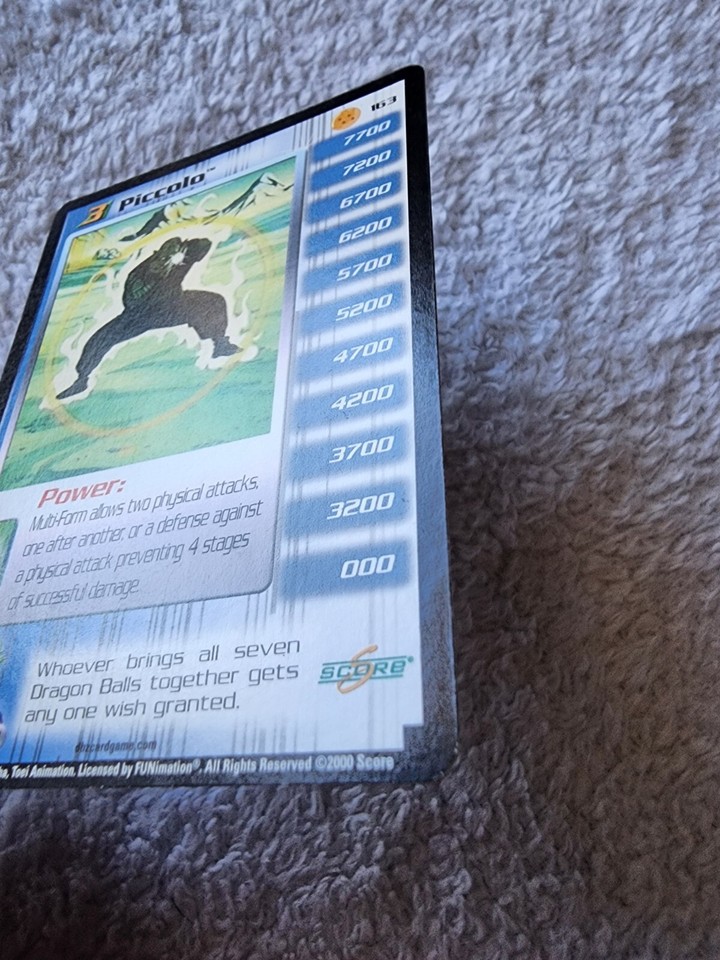 163
3 Piccolo™
7700
7200
6700
6200
5700
5200
4700
4200
3700
3200
000
Power:
Multi-Form allows two physical attacks,
one after another, or a defense against
a physical attack preventing 4 stages
of successful damage.
Whoever brings all seven
Dragon Balls together gets
any one wish granted.
SCORE®
dbzcardgame.com
Toei Animation. Licensed by FUNimation®. All Rights Reserved ©2000 Score